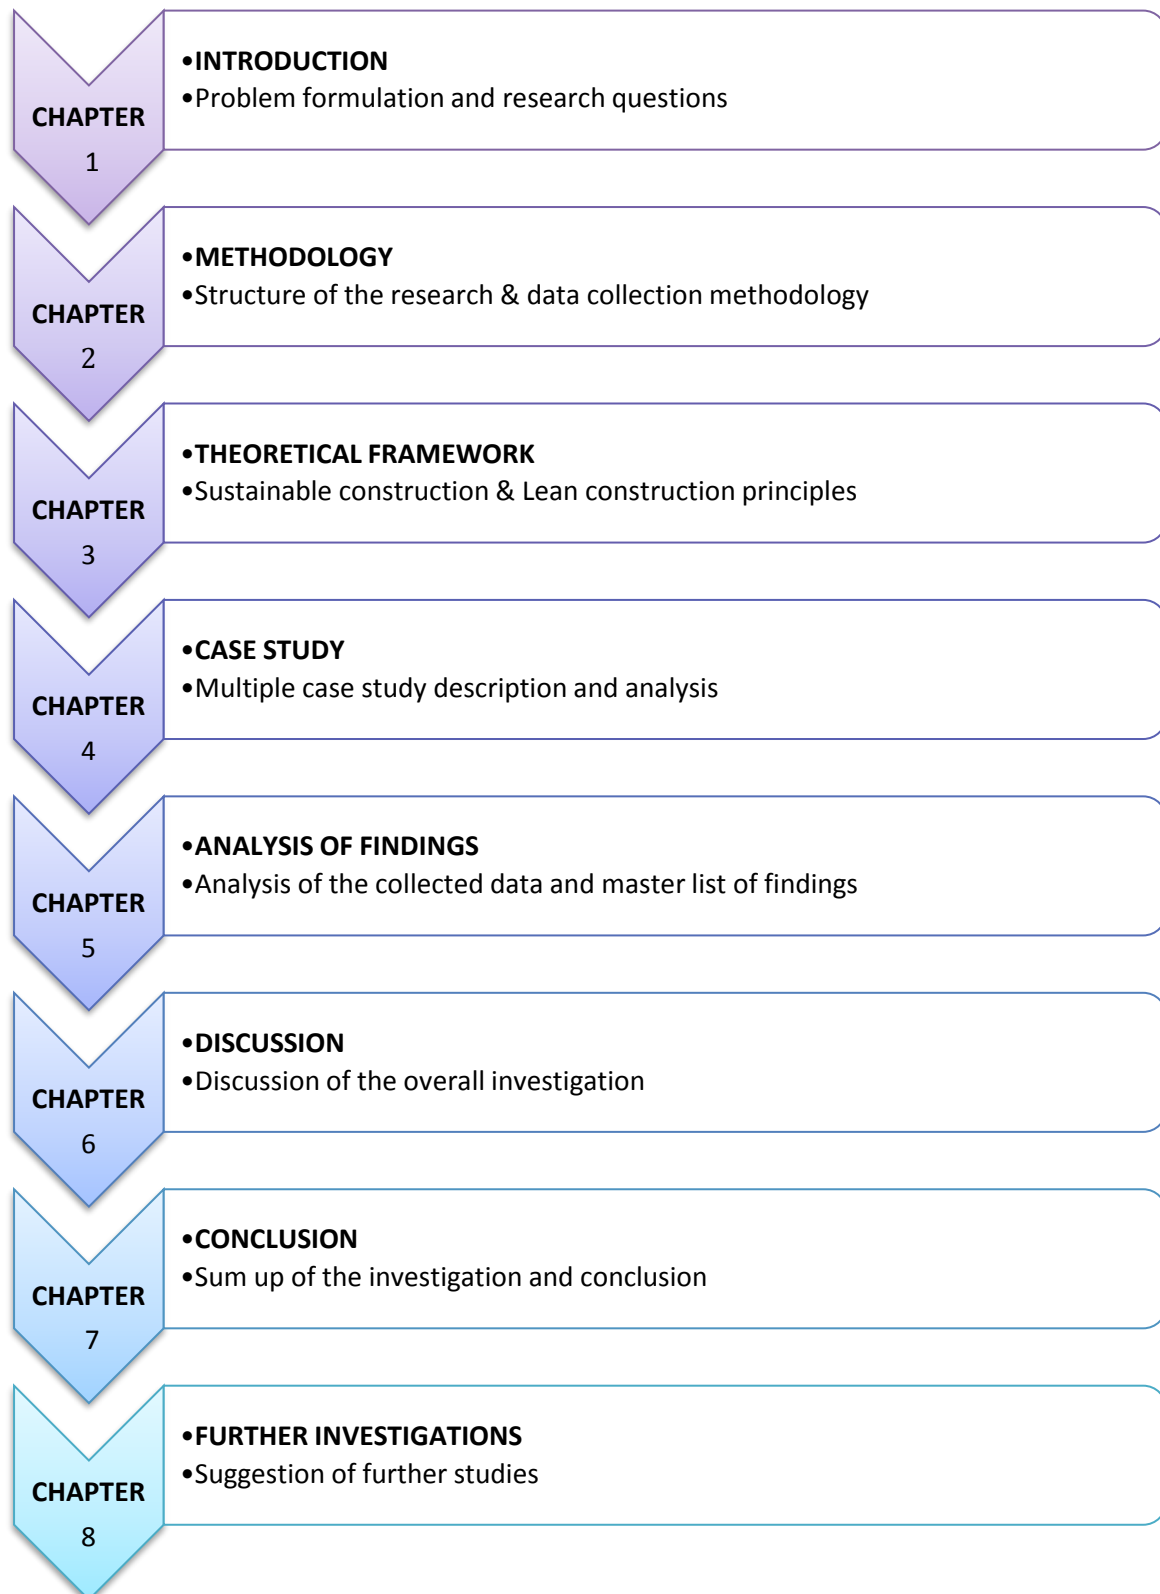 •INTRODUCTION
•Problem formulation and research questions
CHAPTER
1
•METHODOLOGY
•Structure of the research & data collection methodology
CHAPTER
2
•THEORETICAL FRAMEWORK
•Sustainable construction & Lean construction principles
CHAPTER
3
•CASE STUDY
•Multiple case study description and analysis
CHAPTER
4
•ANALYSIS OF FINDINGS
•Analysis of the collected data and master list of findings
CHAPTER
5
•DISCUSSION
•Discussion of the overall investigation
CHAPTER
6
•CONCLUSION
•Sum up of the investigation and conclusion
CHAPTER
7
•FURTHER INVESTIGATIONS
•Suggestion of further studies
CHAPTER
8